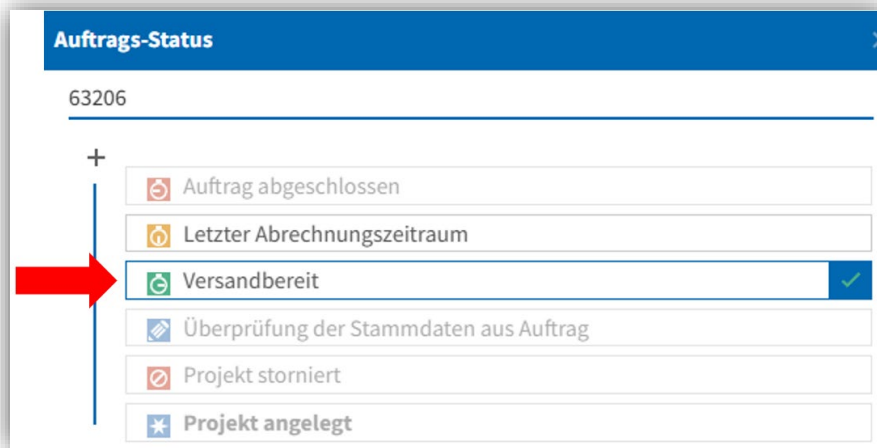 Auftrags-Status
63206
Auftrag abgeschlossen
Letzter Abrechnungszeitraum
Versandbereit
Überprüfung der Stammdaten aus Auftrag
Projekt storniert
Projekt angelegt